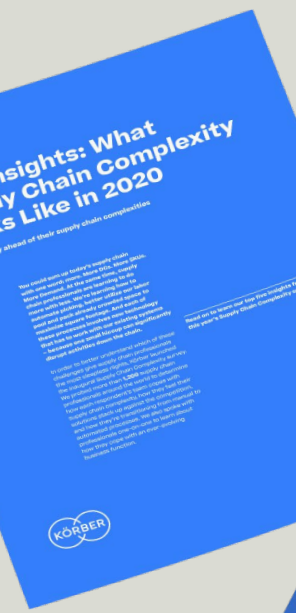 nsights: What
y Chain Complexity
s Like in 2020
ahead of their supply chain complexities
You could sum up today's supply chain
with one word: more. More DCs. More SKUs.
More Demand. At the same time, supply
chain professionals are learning to do
more with less. We're learning how to
automate picking, better utilize our labor
pool and pack already crowded space to
maximize square footage. And each of
these processes involves new technology
that has to work with our existing systems
– because one small hiccup can significantly
disrupt activities down the chain.
In order to better understand which of these
challenges give supply chain professionals
the most sleepless nights, Körber launched
the inaugural Supply Chain Complexity survey.
We probed more than 1,200 supply chain
professionals around the world to determine
how each respondent's team copes with
supply chain complexity, how they feel their
solutions stack up against the competition,
and how they're transitioning from manual to
automated processes. We also spoke with
professionals one-on-one to learn about
how they cope with an ever-evolving
business function.
Read on to learn our top five insights f
this year's Supply Chain Complexity
KÖRBER